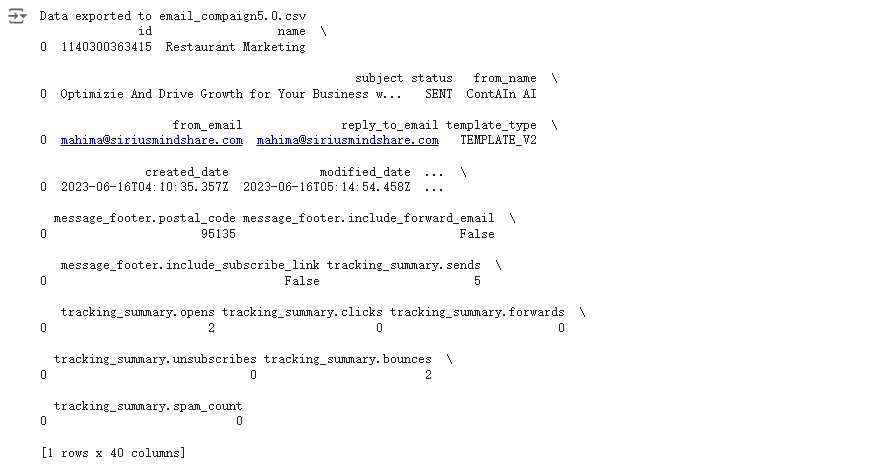 Data exported to email_compaign5.0.csv
id name \
0 1140300363415 Restaurant Marketing
subject status from_name \
0 Optimizie And Drive Growth for Your Business w... SENT ContAIn AI
from_email reply_to_email template_type \
0 mahima@siriusmindshare.com mahima@siriusmindshare.com TEMPLATE_V2
created_date modified_date ... \
0 2023-06-16T04:10:35.357Z 2023-06-16T05:14:54.458Z ...
message_footer.postal_code message_footer.include_forward_email \
0 95135 False
message_footer.include_subscribe_link tracking_summary.sends \
0 False 5
tracking_summary.opens tracking_summary.clicks tracking_summary.forwards \
0 2 0 0
tracking_summary.unsubscribes tracking_summary.bounces \
0 0 2
tracking_summary.spam_count
0 0
[1 rows x 40 columns]